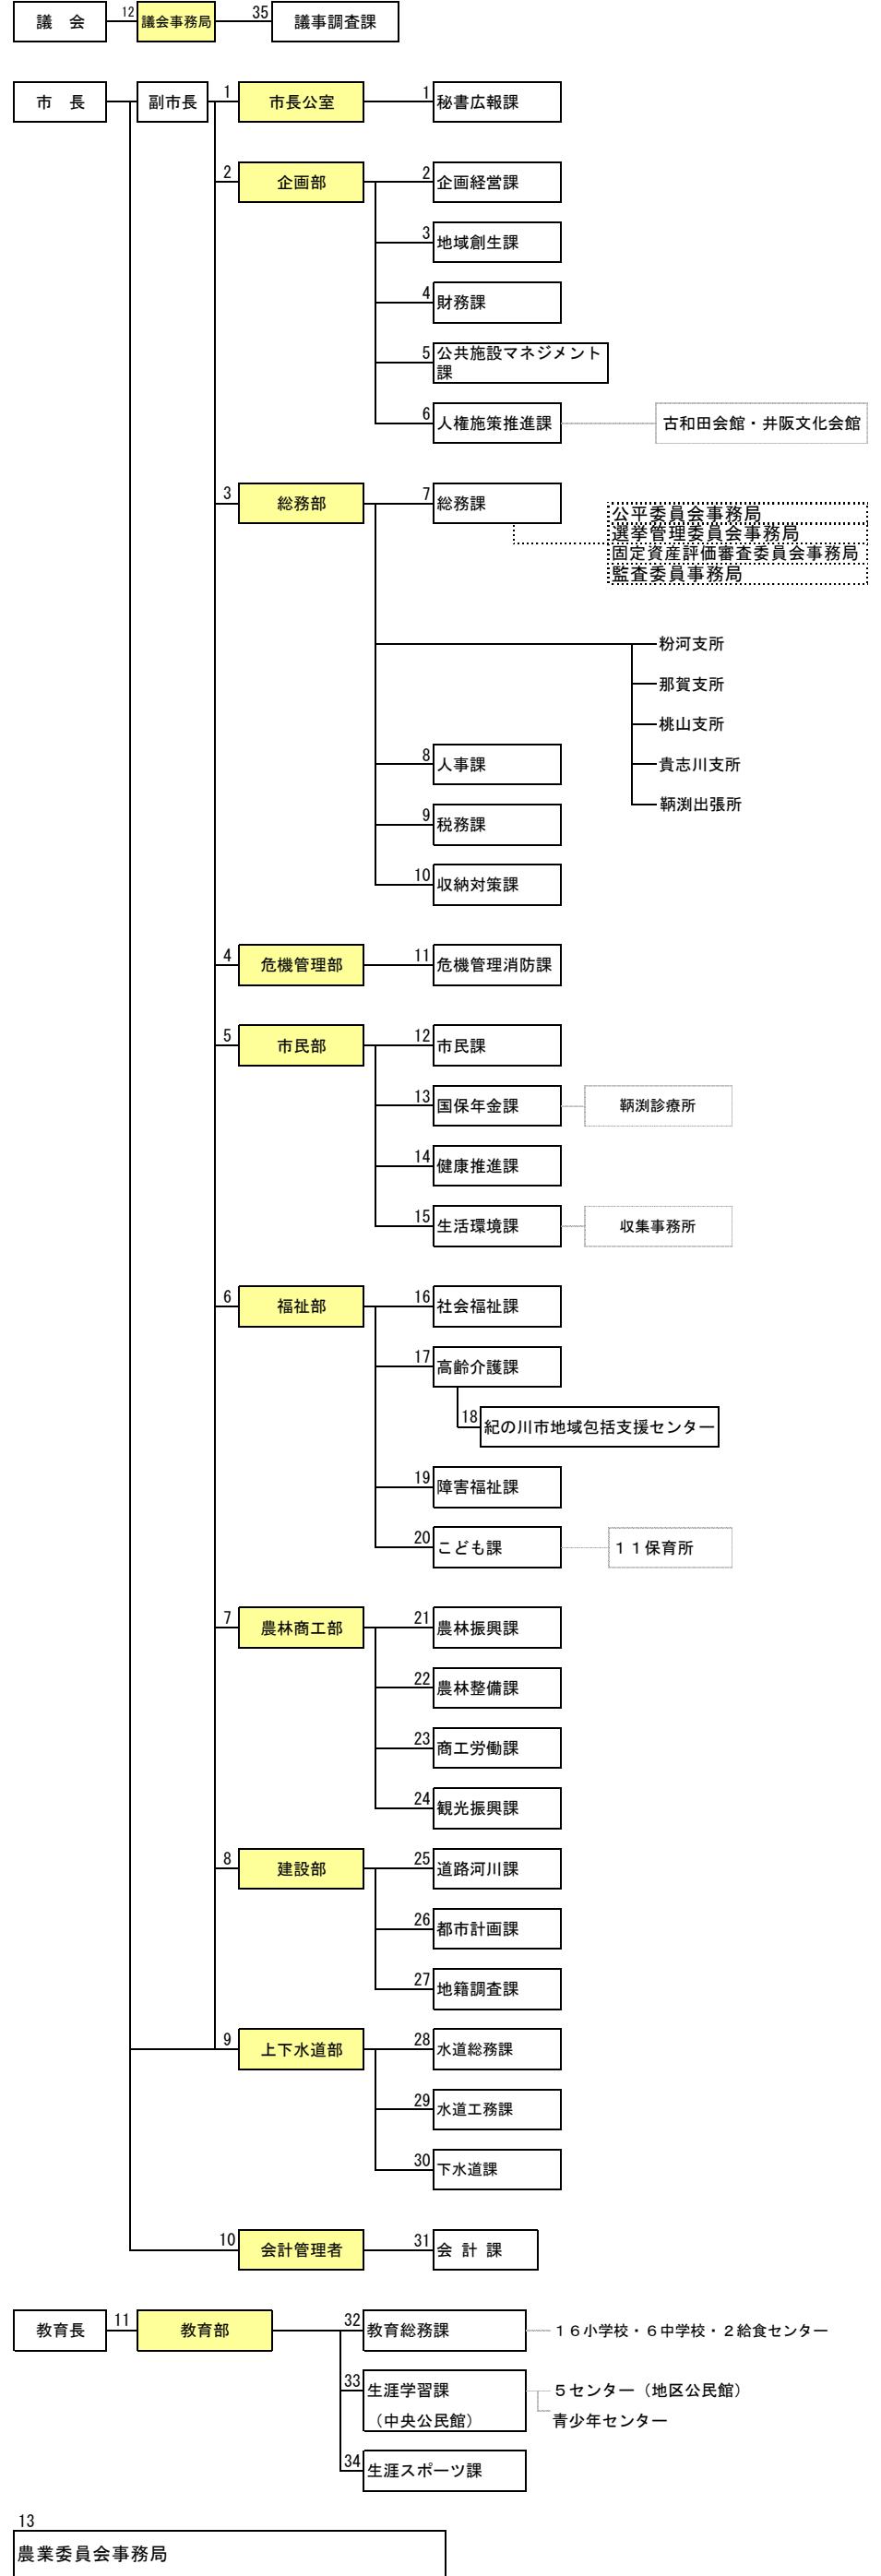 議　会
12
議会事務局
35
議事調査課
市　長
副市長
1
市長公室
1
秘書広報課
2
企画部
2
企画経営課
3
地域創生課
4
財務課
5
公共施設マネジメント
課
6
人権施策推進課
古和田会館・井阪文化会館
3
総務部
7
総務課
公平委員会事務局
選挙管理委員会事務局
固定資産評価審査委員会事務局
監査委員事務局
粉河支所
那賀支所
桃山支所
貴志川支所
鞆渕出張所
8
人事課
9
税務課
10
収納対策課
4
危機管理部
11
危機管理消防課
5
市民部
12
市民課
13
国保年金課
鞆渕診療所
14
健康推進課
15
生活環境課
収集事務所
6
福祉部
16
社会福祉課
17
高齢介護課
18
紀の川市地域包括支援センター
19
障害福祉課
20
こども課
１１保育所
7
農林商工部
21
農林振興課
22
農林整備課
23
商工労働課
24
観光振興課
8
建設部
25
道路河川課
26
都市計画課
27
地籍調査課
9
上下水道部
28
水道総務課
29
水道工務課
30
下水道課
10
会計管理者
31
会 計 課
教育長
11
教育部
32
教育総務課
１６小学校・６中学校・２給食センター
33
生涯学習課
（中央公民館）
５センター（地区公民館）
青少年センター
34
生涯スポーツ課
13
農業委員会事務局